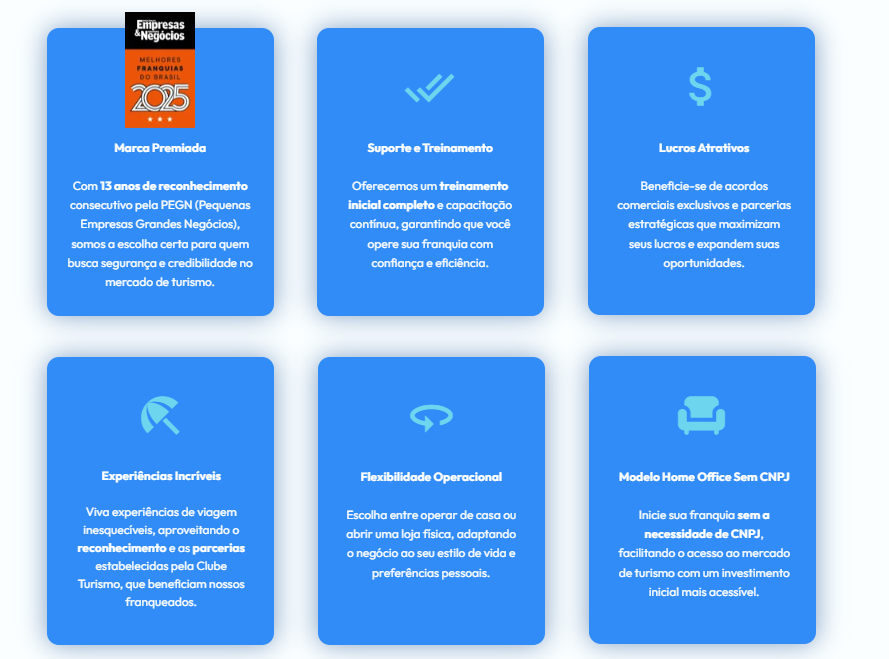 Empresas
&Negócios
MELHORES
FRANQUIAS
DO BRASIL
2025
Marca Premiada
Com 13 anos de reconhecimento
consecutivo pela PEGN (Pequenas
Empresas Grandes Negócios),
somos a escolha certa para quem
busca segurança e credibilidade no
mercado de turismo.
Suporte e Treinamento
Oferecemos um treinamento
inicial completo e capacitação
contínua, garantindo que você
opere sua franquia com
confiança e eficiência.
Lucros Atrativos
Beneficie-se de acordos
comerciais exclusivos e parcerias
estratégicas que maximizam
seus lucros e expandem suas
oportunidades.
Experiências Incríveis
Viva experiências de viagem
inesquecíveis, aproveitando o
reconhecimento e as parcerias
estabelecidas pela Clube
Turismo, que beneficiam nossos
franqueados.
Flexibilidade Operacional
Escolha entre operar de casa ou
abrir uma loja física, adaptando
o negócio ao seu estilo de vida e
preferências pessoais.
Modelo Home Office Sem CNPJ
Inicie sua franquia sem a
necessidade de CNPJ,
facilitando o acesso ao mercado
de turismo com um investimento
inicial mais acessível.